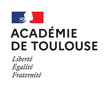 ACADÉMIE
DE TOULOUSE
Liberté
Égalité
Fraternité